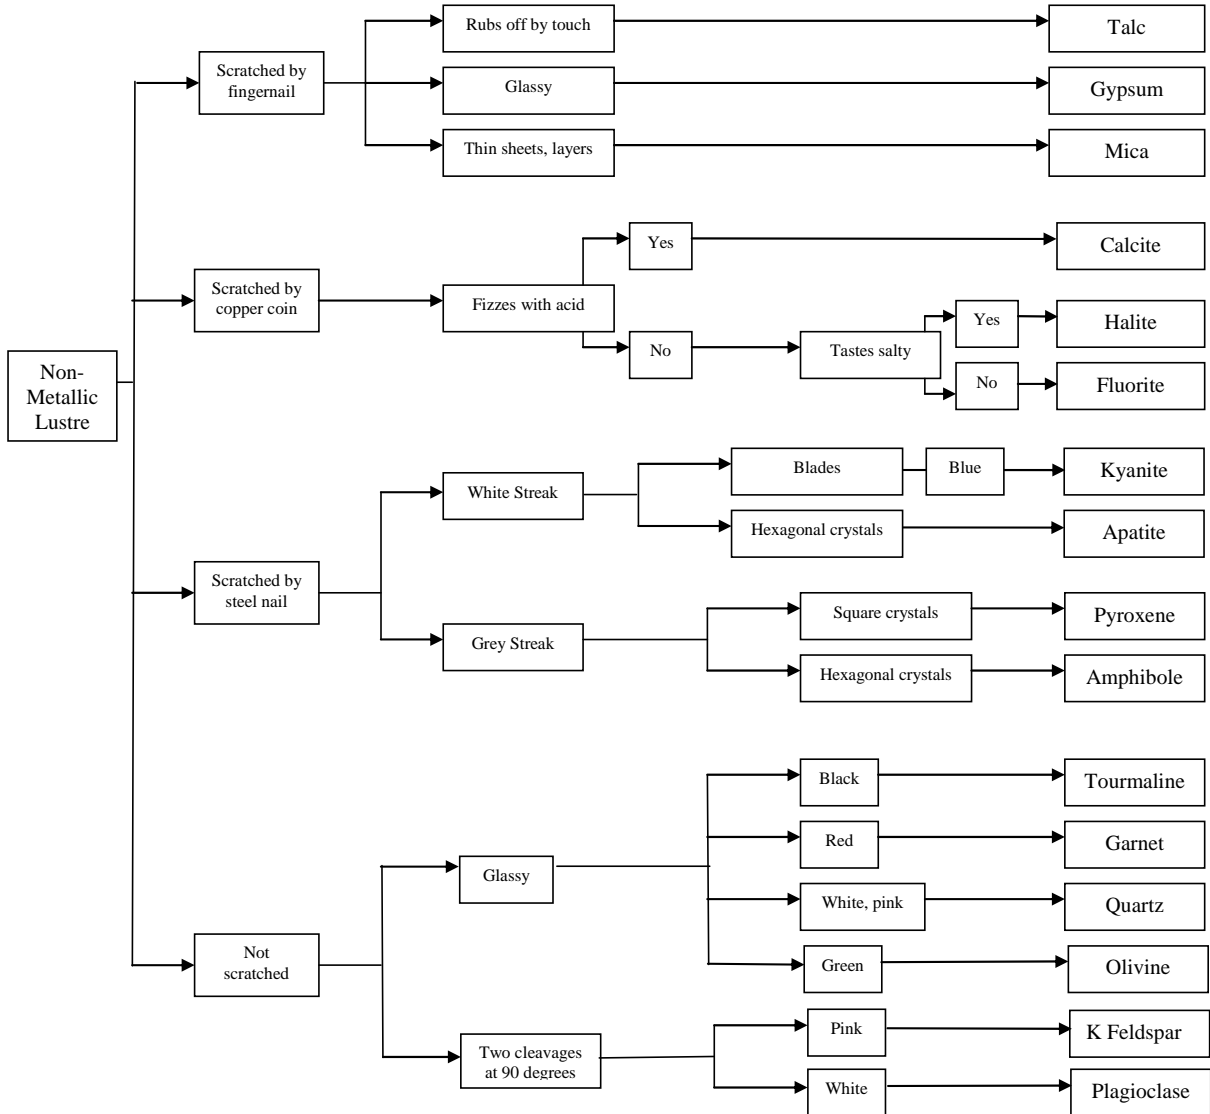 Non-
Metallic
Lustre
Scratched by
fingernail
Rubs off by touch
Talc
Glassy
Gypsum
Thin sheets, layers
Mica
Scratched by
copper coin
Fizzes with acid
Yes
Calcite
No
Tastes salty
Yes
Halite
No
Fluorite
Scratched by
steel nail
White Streak
Blades
Blue
Kyanite
Hexagonal crystals
Apatite
Grey Streak
Square crystals
Pyroxene
Hexagonal crystals
Amphibole
Not
scratched
Glassy
Black
Tourmaline
Red
Garnet
White, pink
Quartz
Green
Olivine
Two cleavages
at 90 degrees
Pink
K Feldspar
White
Plagioclase